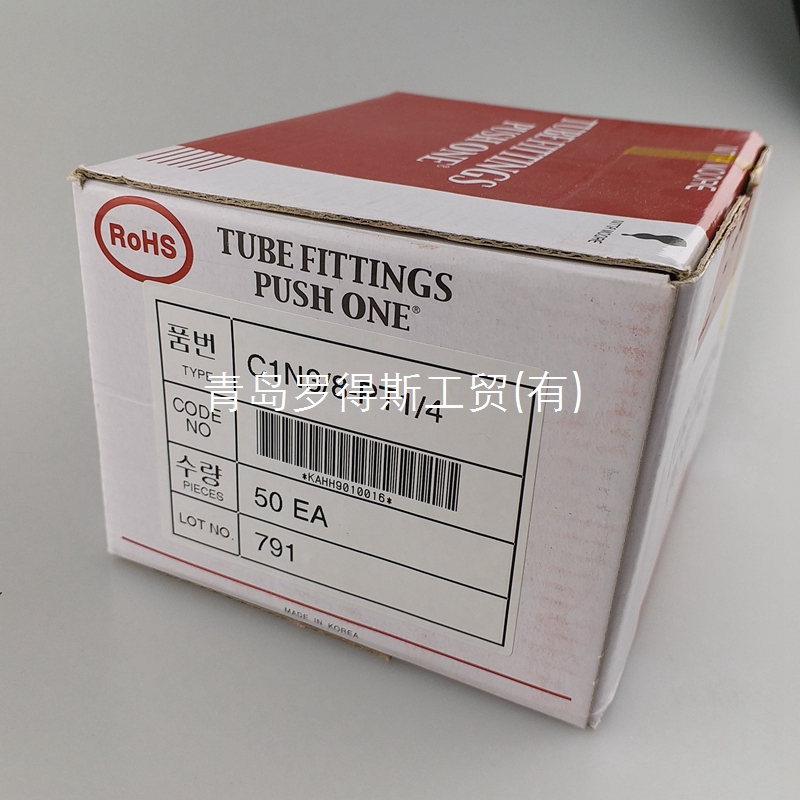 TUBE FITTINGS
PUSH ONE®
MOORE
RoHS
TUBE FITTINGS
PUSH ONE®
품번
TYPE
青岛罗得斯工贸(有)
CODE
NO
*KAHH9010016*
수량
PIECES
50 EA
LOT NO.
791
MADE IN KOREA